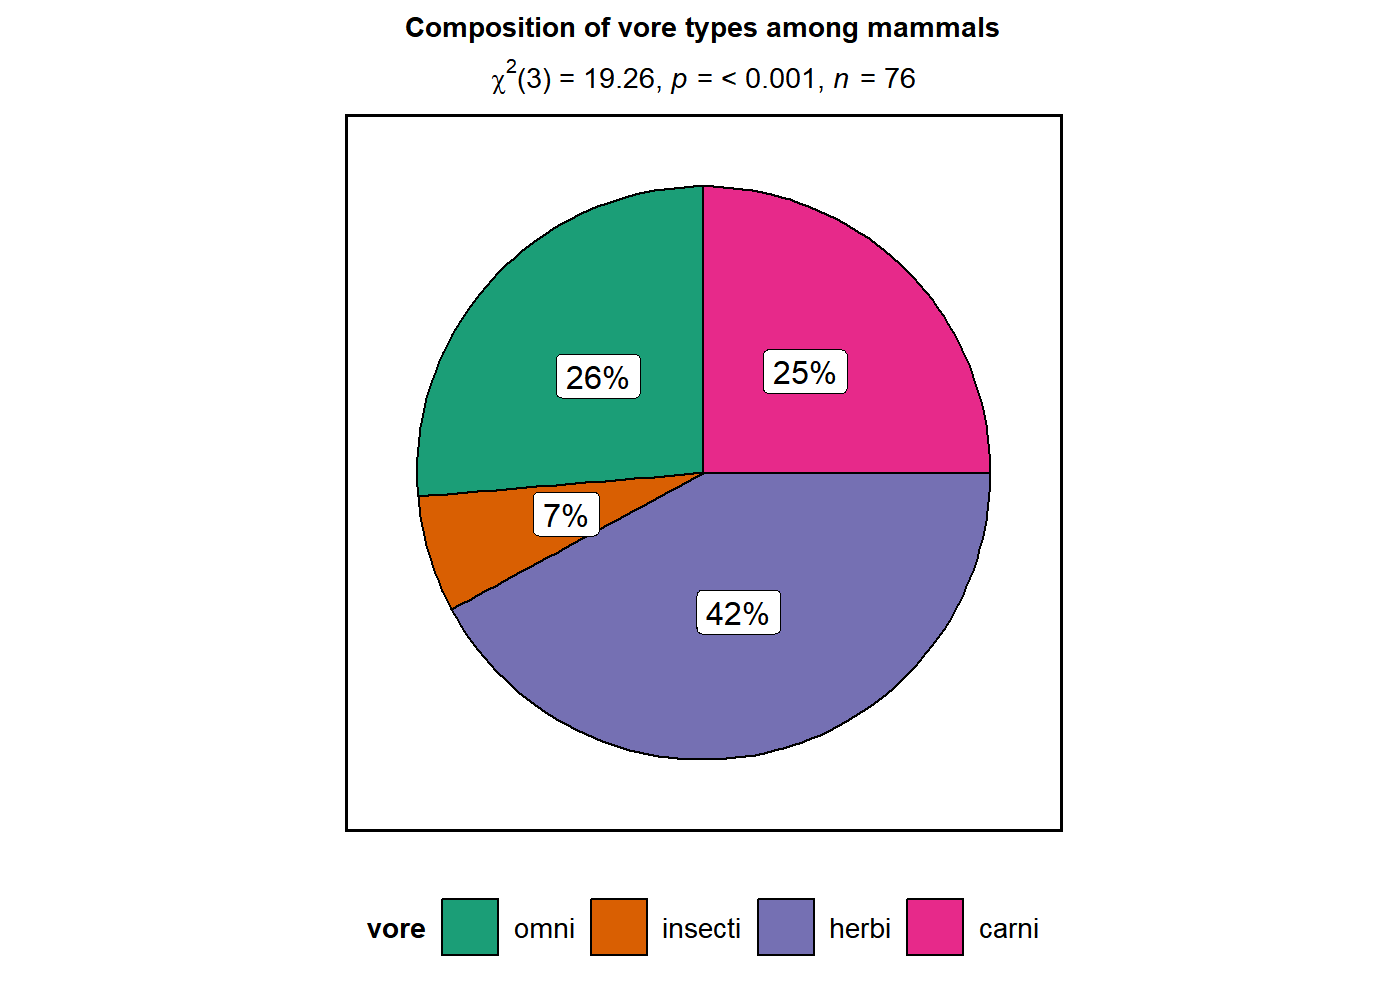 Composition of vore types among mammals
χ²(3) = 19.26, p = < 0.001, n = 76
26%
25%
7%
42%
vore omni insecti herbi carni